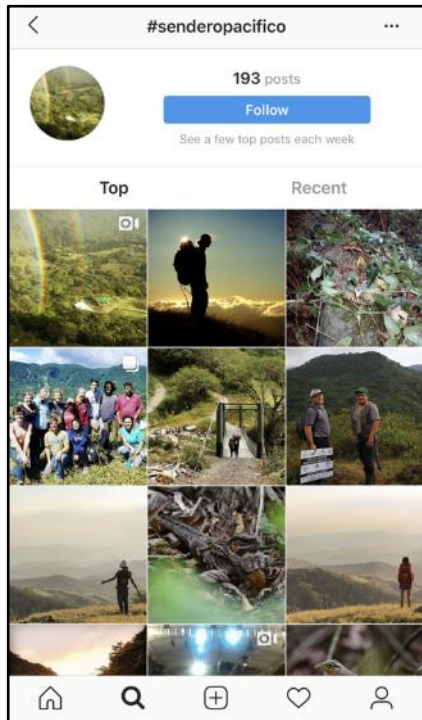 #senderopacifico
193 posts
Follow
See a few top posts each week
Top Recent